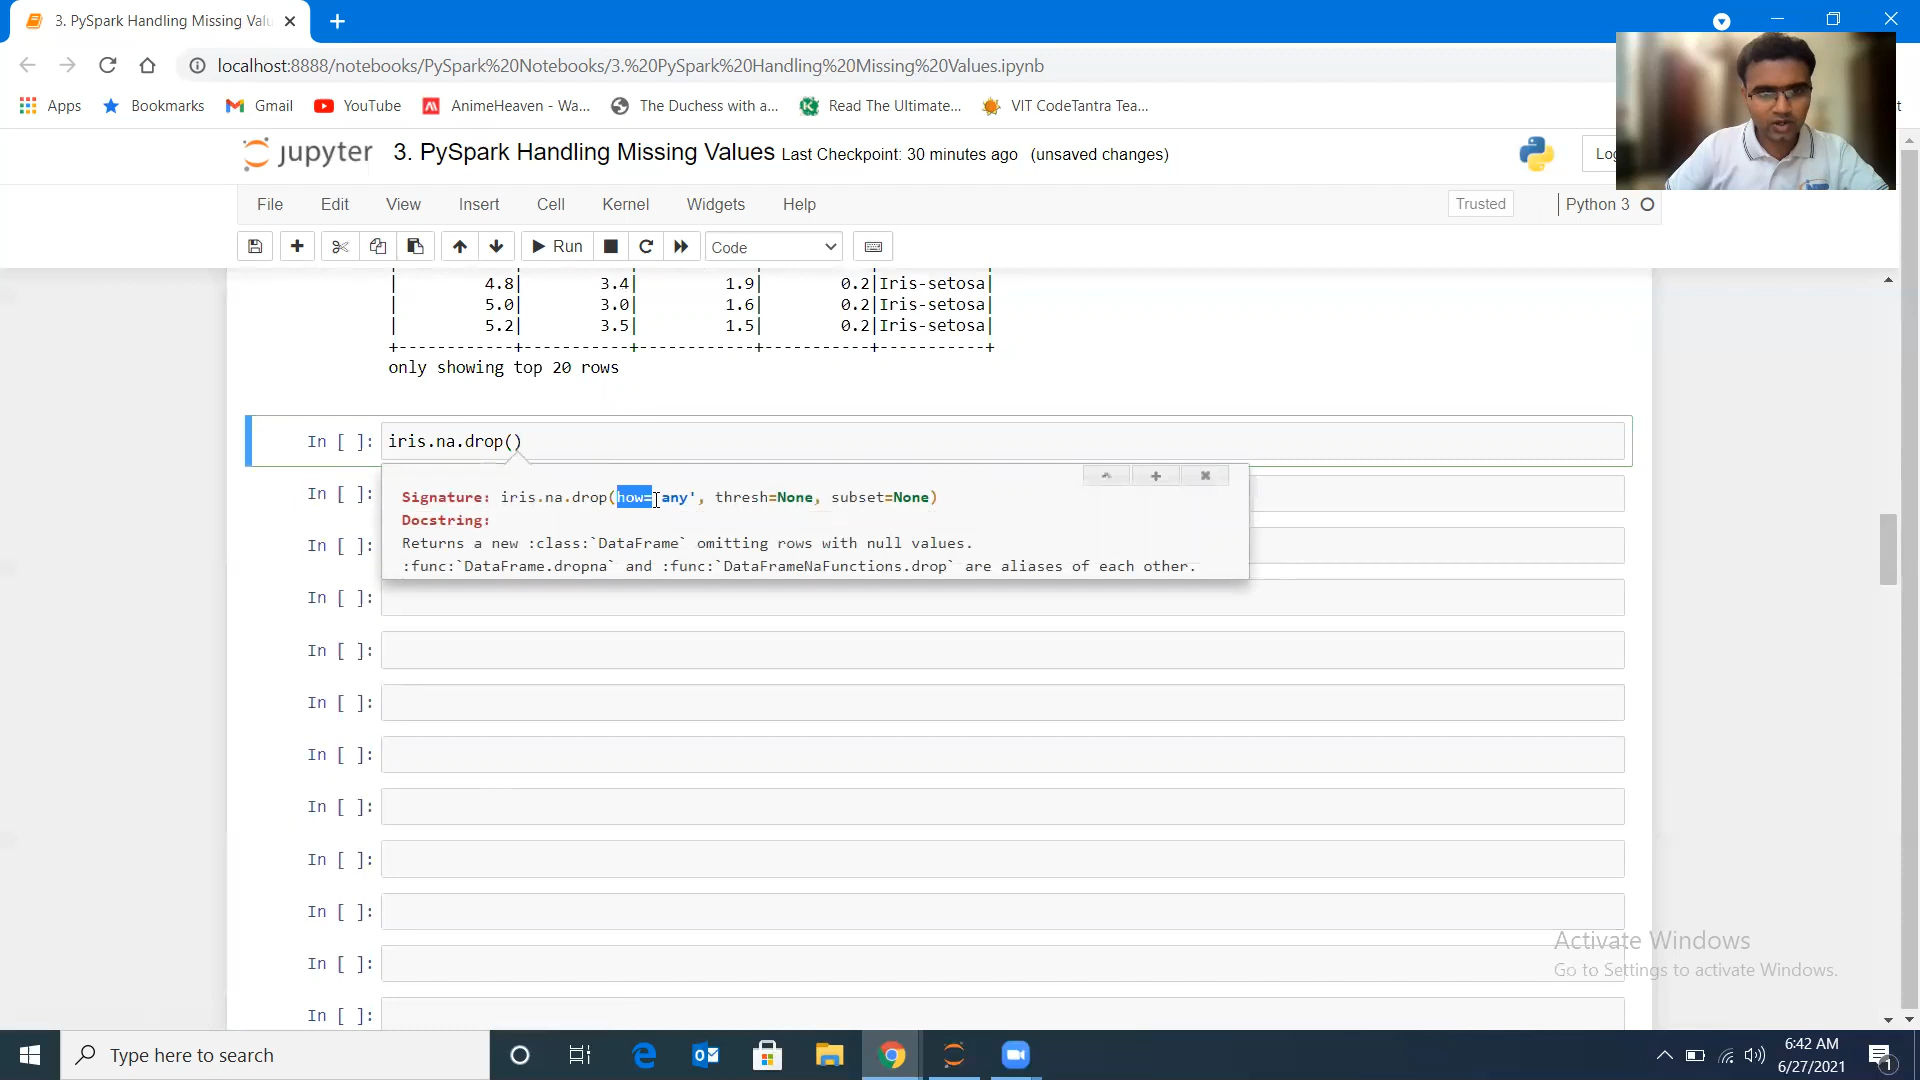 3. PySpark Handling Missing Valu
localhost:8888/notebooks/PySpark%20Notebooks/3.%20PySpark%20Handling%20Missing%20Values.ipynb
Apps Bookmarks Gmail YouTube AnimeHeaven - Wa... The Duchess with a... Read The Ultimate... VIT CodeTantra Tea...
jupyter 3. PySpark Handling Missing Values Last Checkpoint: 30 minutes ago (unsaved changes)
File Edit View Insert Cell Kernel Widgets Help Trusted Python 3
Run Code
| 4.8| 3.4| 1.9| 0.2|Iris-setosa|
| 5.0| 3.0| 1.6| 0.2|Iris-setosa|
| 5.2| 3.5| 1.5| 0.2|Iris-setosa|
+------------+-----------+------------+-----------+-----------+
only showing top 20 rows
In [ ]: iris.na.drop()
In [ ]:
Signature: iris.na.drop(how='any', thresh=None, subset=None)
Docstring:
In [ ]:
Returns a new :class:`DataFrame` omitting rows with null values.
:func:`DataFrame.dropna` and :func:`DataFrameNaFunctions.drop` are aliases of each other.
In [ ]:
In [ ]:
In [ ]:
In [ ]:
In [ ]:
In [ ]:
In [ ]:
In [ ]:
In [ ]:
Activate Windows
Go to Settings to activate Windows.
Type here to search
6:42 AM
6/27/2021
1